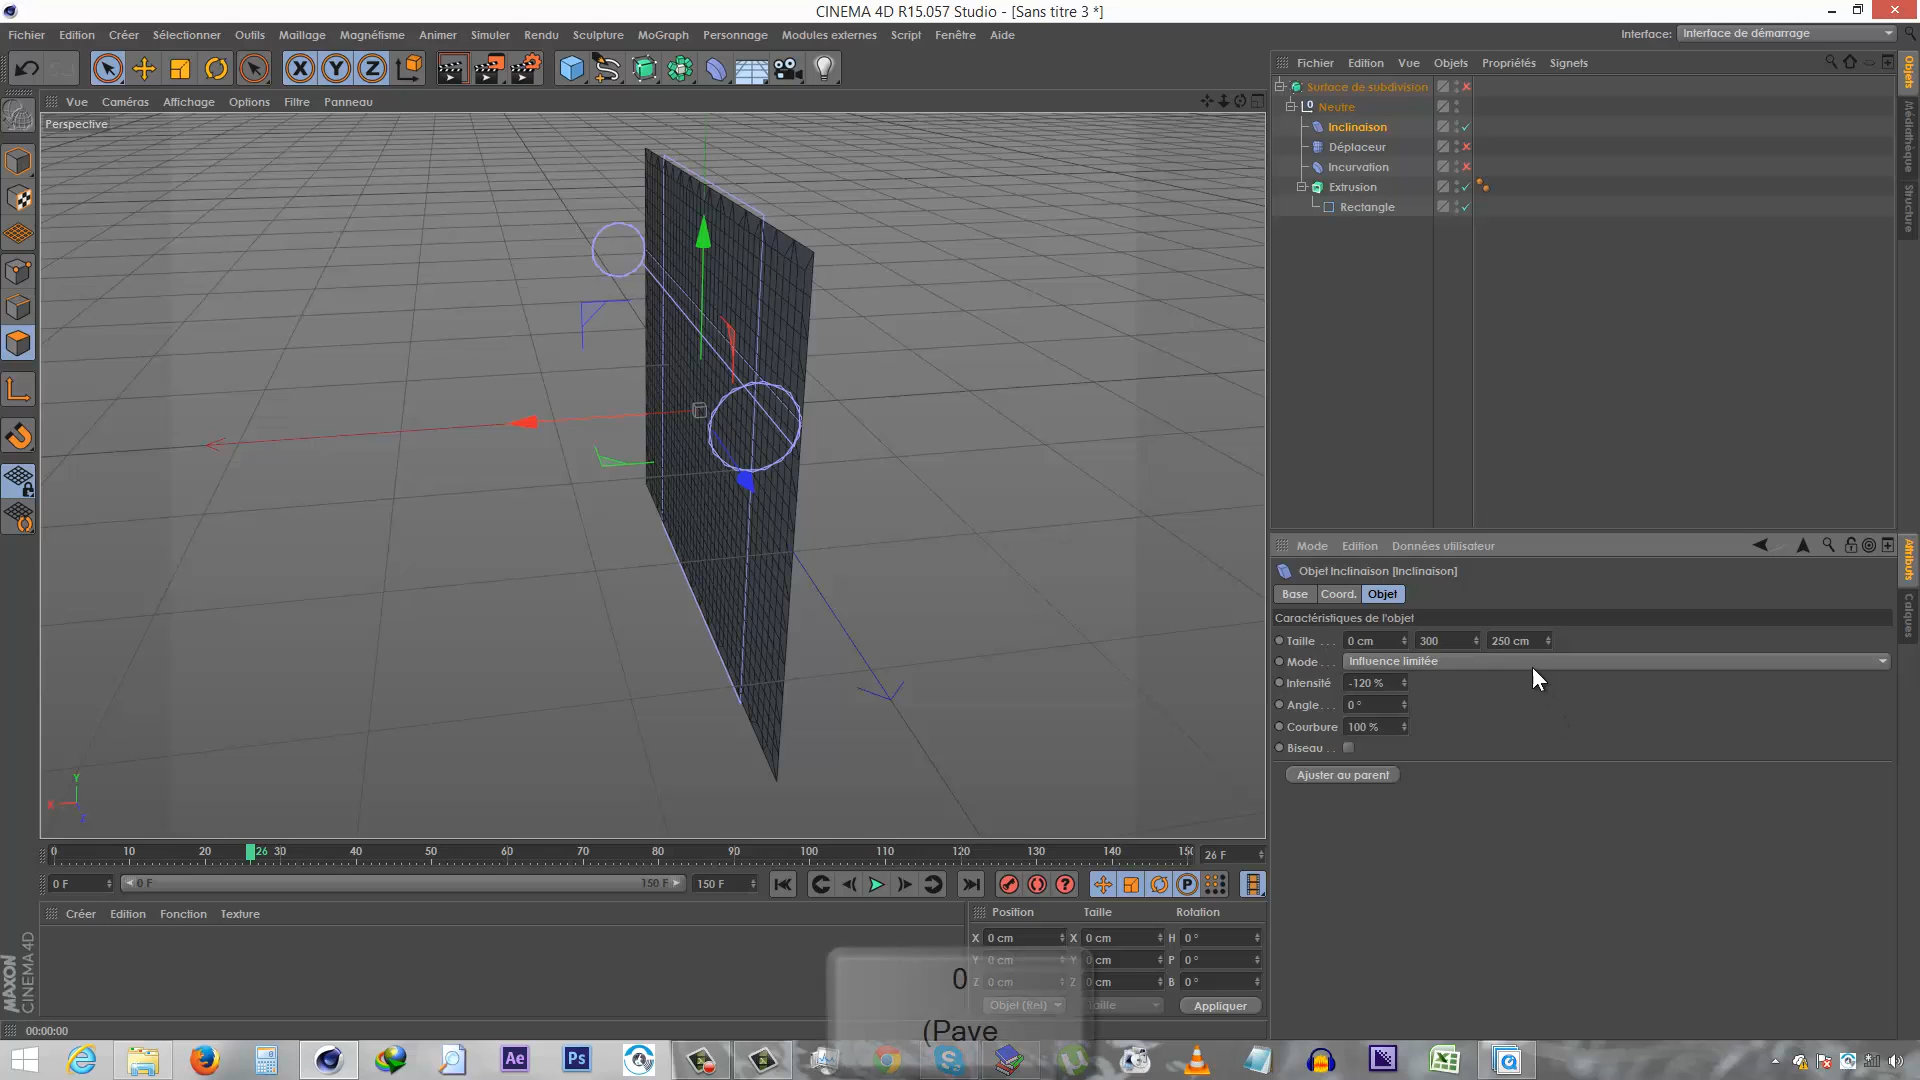 CINEMA 4D R15.057 Studio - [Sans titre 3 *]
Fichier Edition Créer Sélectionner Outils Maillage Magnétisme Animer Simuler Rendu MoGraph Personnage Modules externes Script Fenêtre Aide
Interface: Interface de démarrage
X Y Z
Vue Caméras Affichage Options Filtre Panneau
Perspective
Fichier Edition Vue Objets Propriétés Signets
Surface de subdivision
Neutre
Inclinaison
Déplaceur
Incurvation
Extrusion
Rectangle
Objets
Médiathèque
Structure
Mode Edition Données utilisateur
Objet Inclinaison [Inclinaison]
Base Coord. Objet
Caractéristiques de l'objet
Taille . . . 0 cm 300 250 cm
Mode . . . Influence limitée
Intensité -120 %
Angle . . . 0 °
Courbure 100 %
Biseau . .
Ajuster au parent
Attributs
Calques
Y
X
Z
0 10 20 26 30 40 50 60 70 80 90 100 110 120 130 140 150
26 F
0 F 0 F 150 F 150 F
Créer Edition Fonction Texture
Position Taille Rotation
X 0 cm X 0 cm H 0 °
Y 0 cm Y 0 cm P 0 °
Z 0 cm Z 0 cm B 0 °
Objet (Rel) Taille Appliquer
0
(Pave
MAXON
CINEMA 4D
00:00:00
Ae Ps